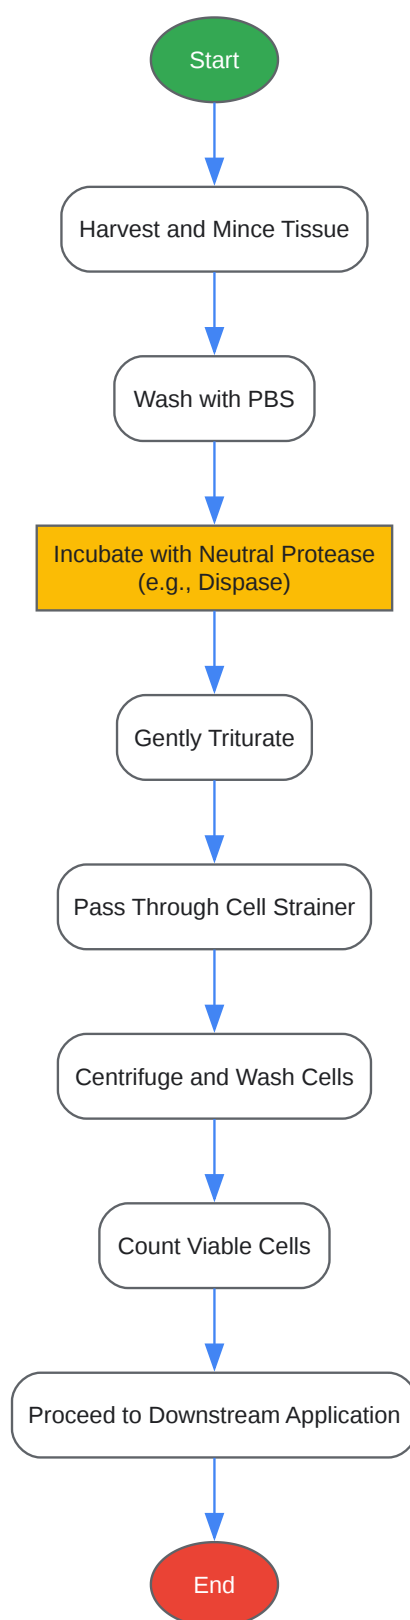 Start
Harvest and Mince Tissue
Wash with PBS
Incubate with Neutral Protease
(e.g., Dispase)
Gently Triturate
Pass Through Cell Strainer
Centrifuge and Wash Cells
Count Viable Cells
Proceed to Downstream Application
End